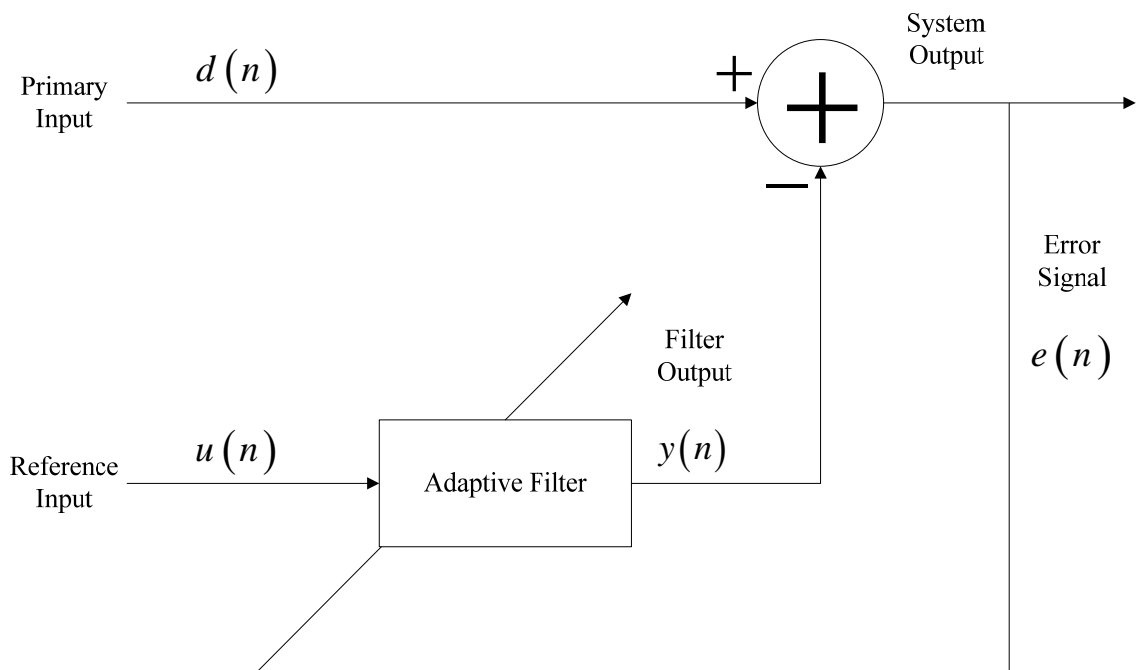 System
Output
d(n)
+
Primary
Input
+
−
Error
Signal
Filter
Output
e(n)
u(n)
y(n)
Reference
Input
Adaptive Filter